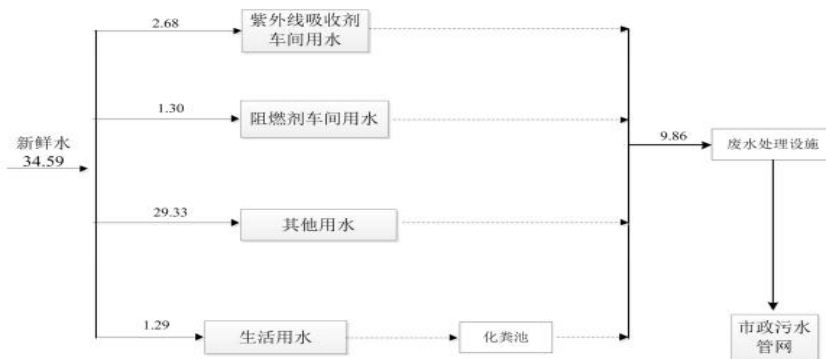 2.68
紫外线吸收剂
车间用水
1.30
阻燃剂车间用水
新鲜水
34.59
9.86
废水处理设施
29.33
其他用水
1.29
生活用水
化粪池
市政污水
管网